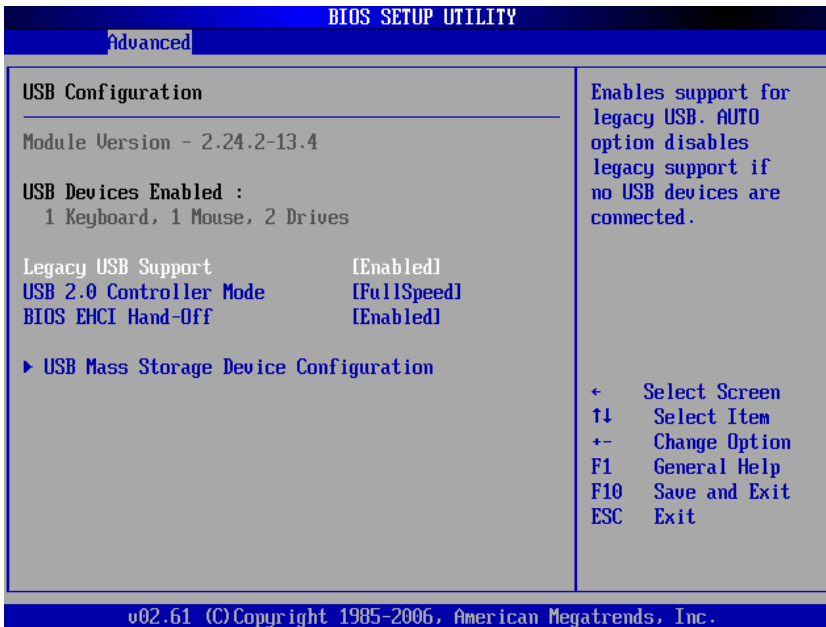 BIOS SETUP UTILITY
Advanced
USB Configuration
Module Version - 2.24.2-13.4
USB Devices Enabled :
1 Keyboard, 1 Mouse, 2 Drives
Legacy USB Support [Enabled]
USB 2.0 Controller Mode [FullSpeed]
BIOS EHCI Hand-Off [Enabled]
▶ USB Mass Storage Device Configuration
Enables support for
legacy USB. AUTO
option disables
legacy support if
no USB devices are
connected.
← Select Screen
↑↓ Select Item
+- Change Option
F1 General Help
F10 Save and Exit
ESC Exit
v02.61 (C)Copyright 1985-2006, American Megatrends, Inc.